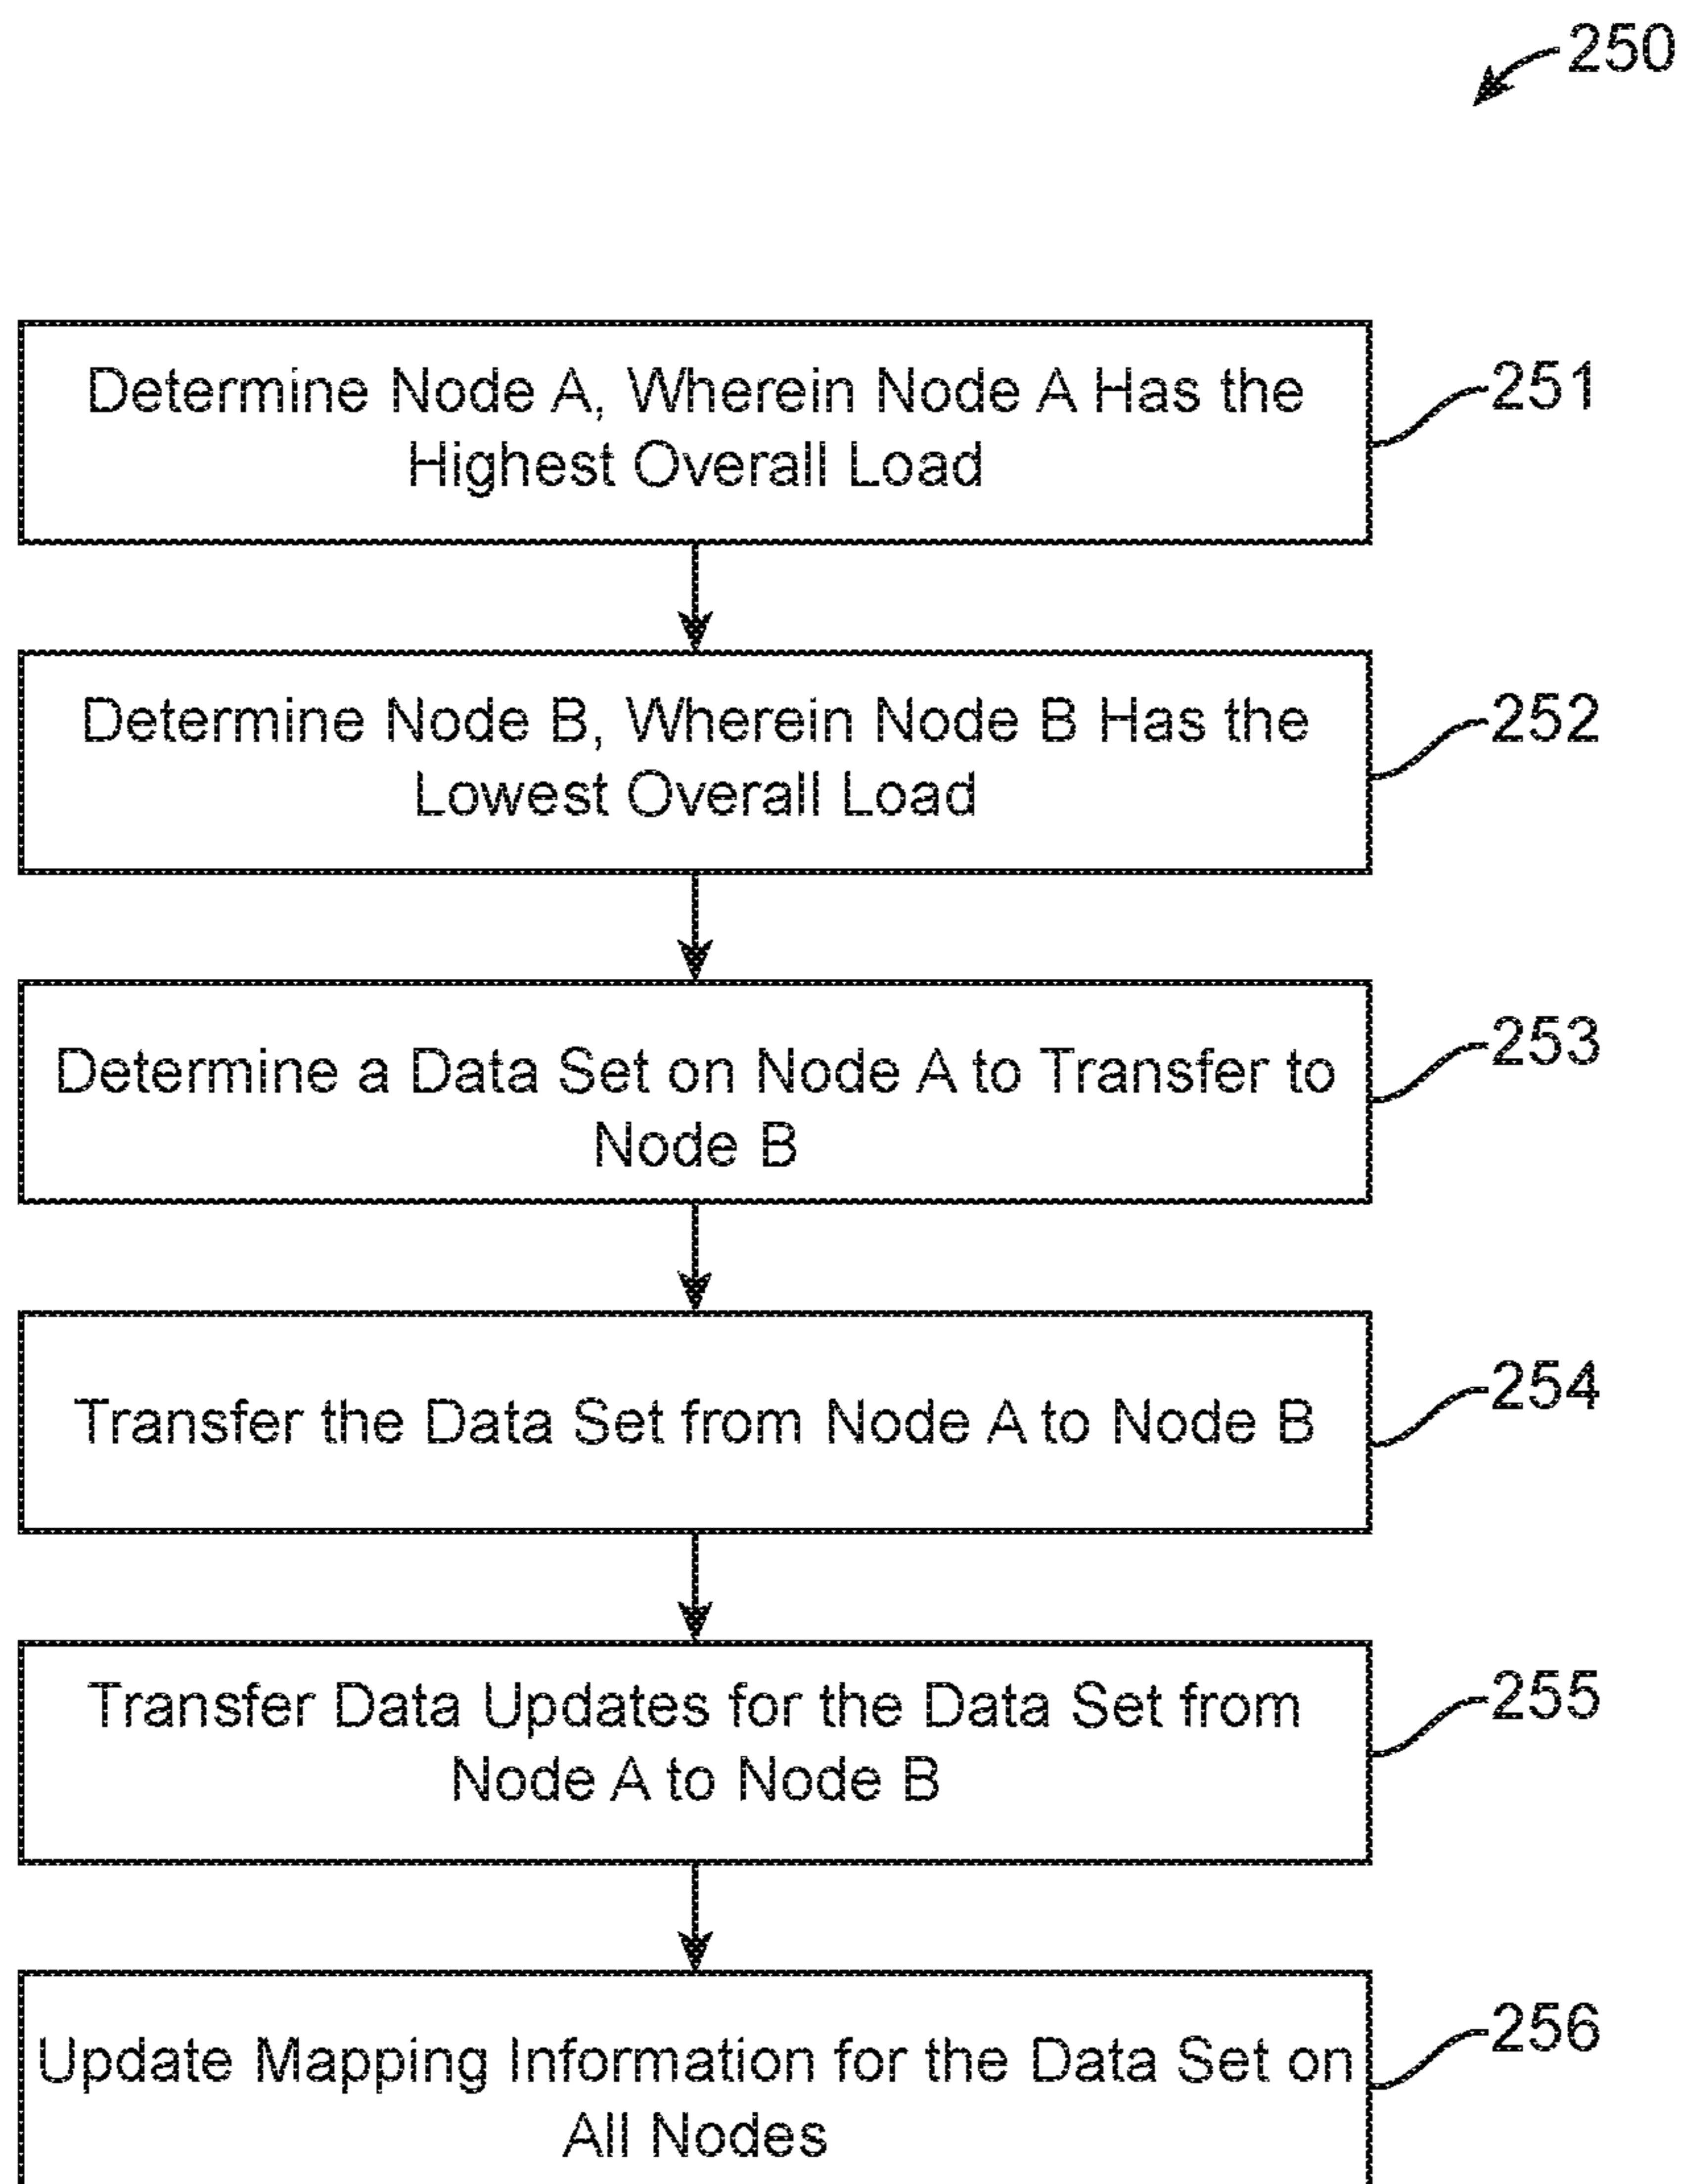 250
Determine Node A, Wherein Node A Has the
Highest Overall Load
251
Determine Node B, Wherein Node B Has the
Lowest Overall Load
252
Determine a Data Set on Node A to Transfer to
Node B
253
Transfer the Data Set from Node A to Node B
254
Transfer Data Updates for the Data Set from
Node A to Node B
255
Update Mapping Information for the Data Set on
All Nodes
256